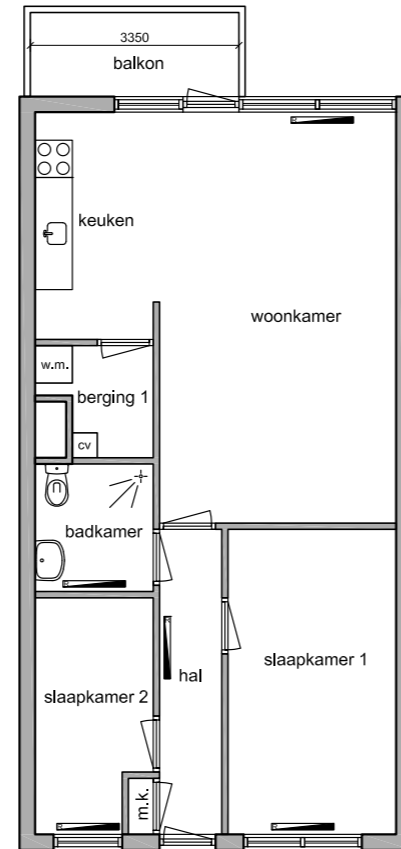 3350
balkon
R
keuken
woonkamer
w.m.
berging 1
cv
badkamer
R
R
hal
slaapkamer 1
slaapkamer 2
m.k.
R
R